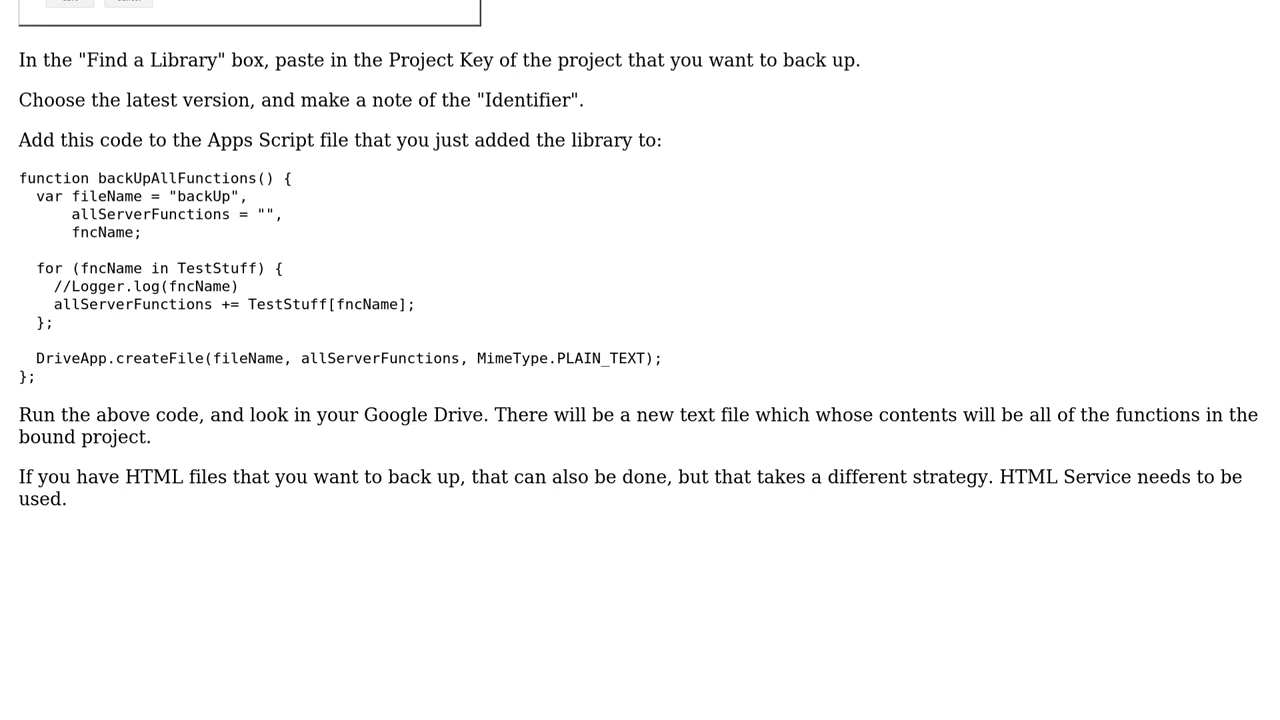 In the "Find a Library" box, paste in the Project Key of the project that you want to back up.
Choose the latest version, and make a note of the "Identifier".
Add this code to the Apps Script file that you just added the library to:
function backUpAllFunctions() {
  var fileName = "backUp",
      allServerFunctions = "",
      fncName;
  for (fncName in TestStuff) {
    //Logger.log(fncName)
    allServerFunctions += TestStuff[fncName];
  };
  DriveApp.createFile(fileName, allServerFunctions, MimeType.PLAIN_TEXT);
};
Run the above code, and look in your Google Drive. There will be a new text file which whose contents will be all of the functions in the
bound project.
If you have HTML files that you want to back up, that can also be done, but that takes a different strategy. HTML Service needs to be
used.